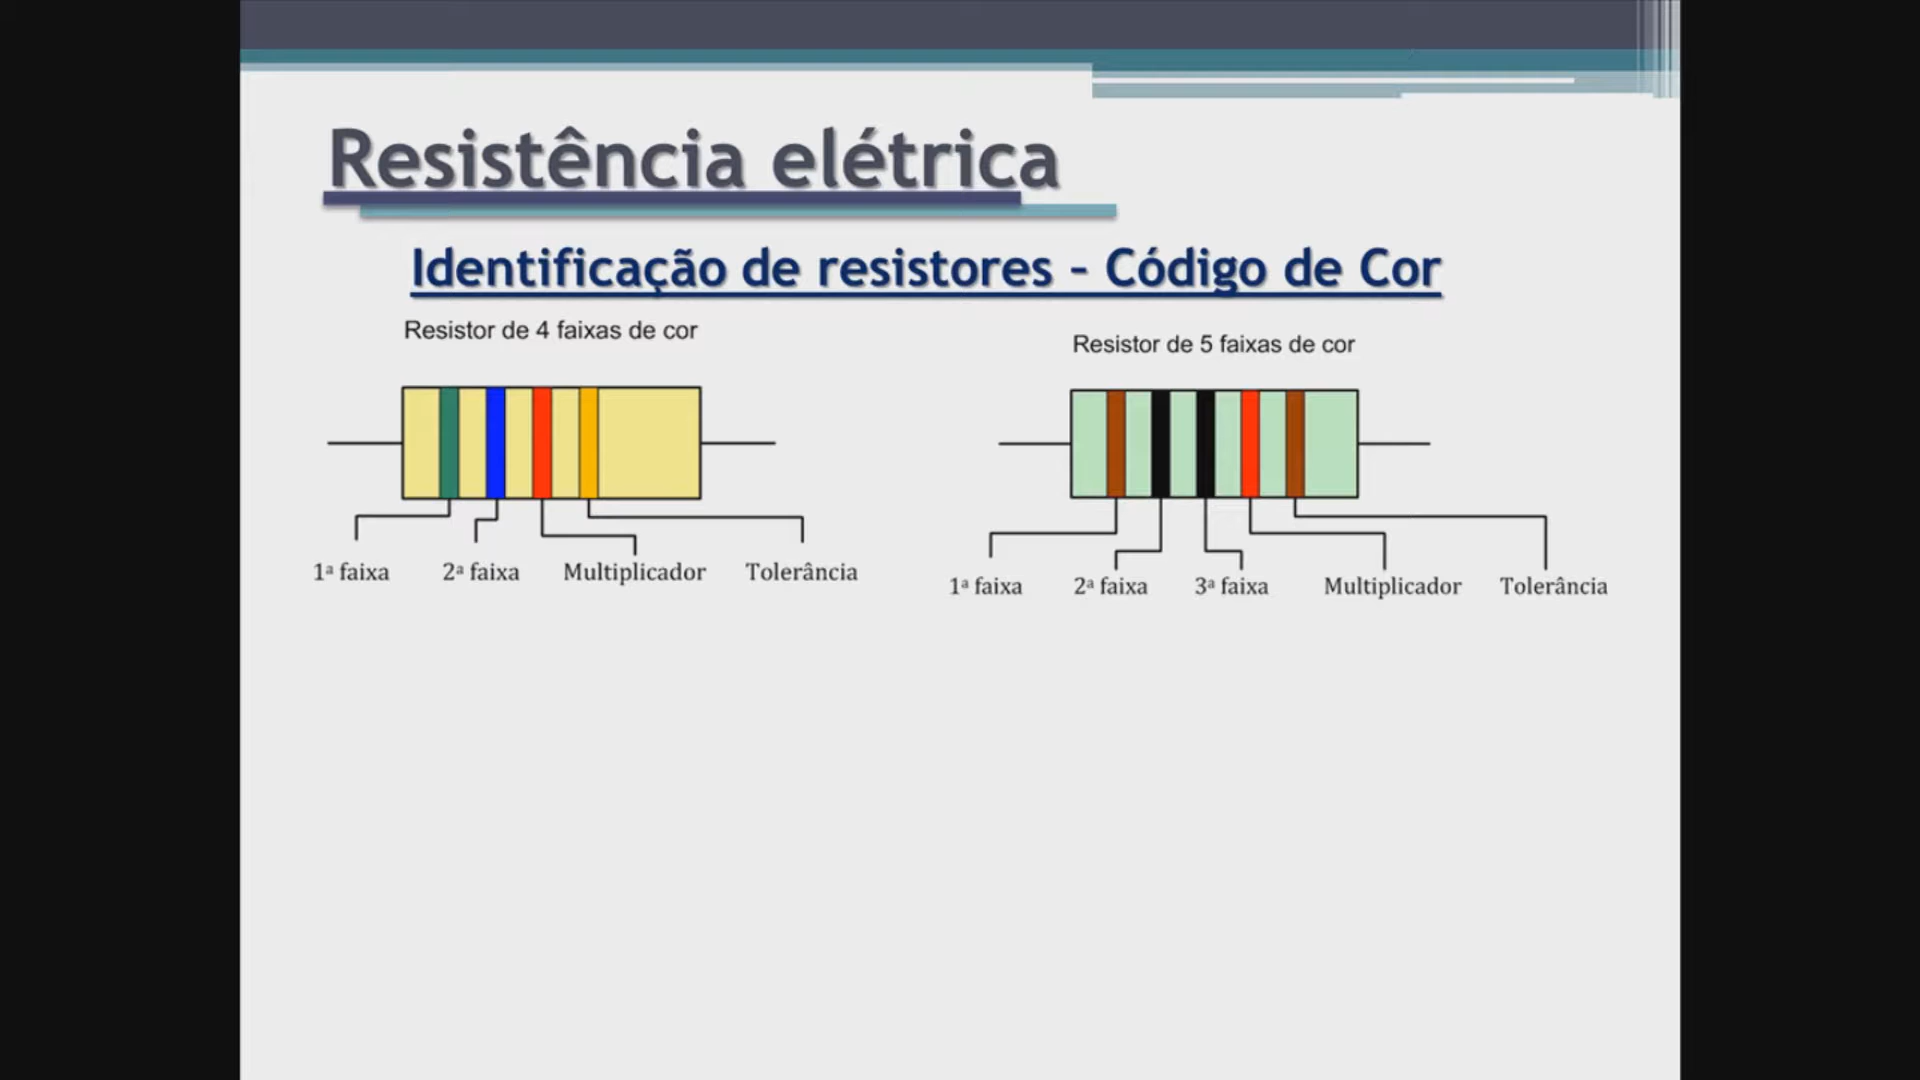 Resistência elétrica
Identificação de resistores – Código de Cor
Resistor de 4 faixas de cor
1ª faixa 2ª faixa Multiplicador Tolerância
Resistor de 5 faixas de cor
1ª faixa 2ª faixa 3ª faixa Multiplicador Tolerância